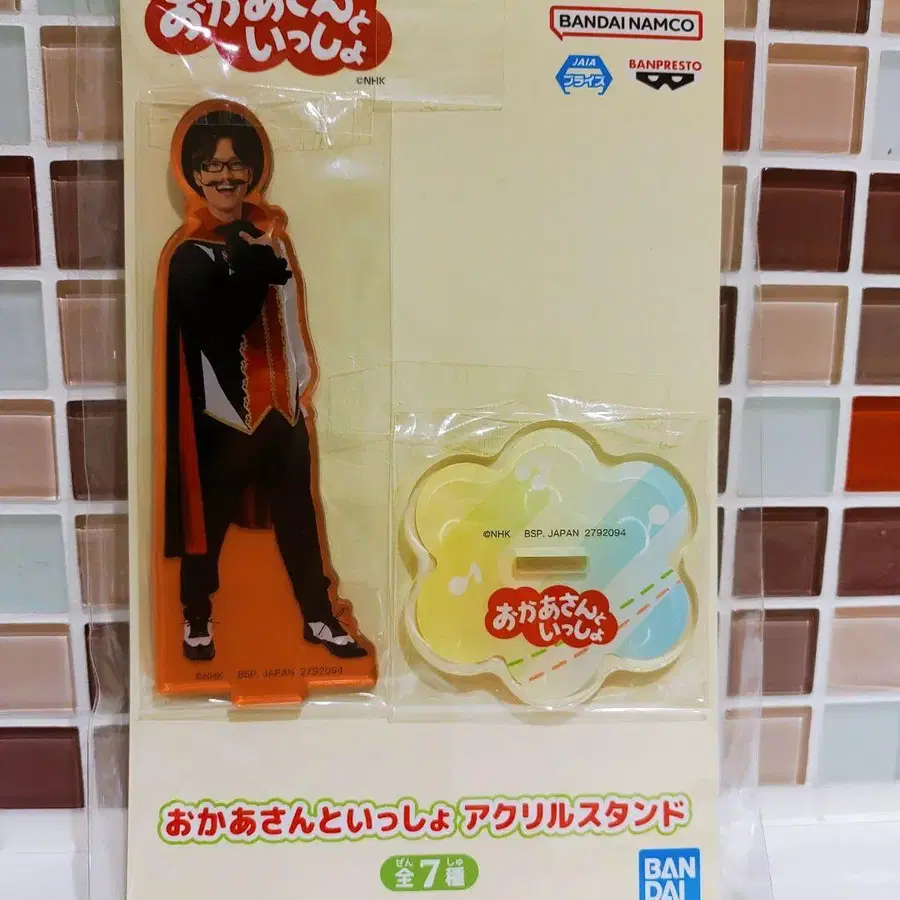 おかあさんと
いっしょ
©NHK
BANDAI NAMCO
JAIA
プライズ
BANPRESTO
©NHK BSP. JAPAN 2792094
おかあさんと
いっしょ
©NHK BSP. JAPAN 2792094
おかあさんといっしょ アクリルスタンド
ぜん しゅ
全7種
BAN
DAI